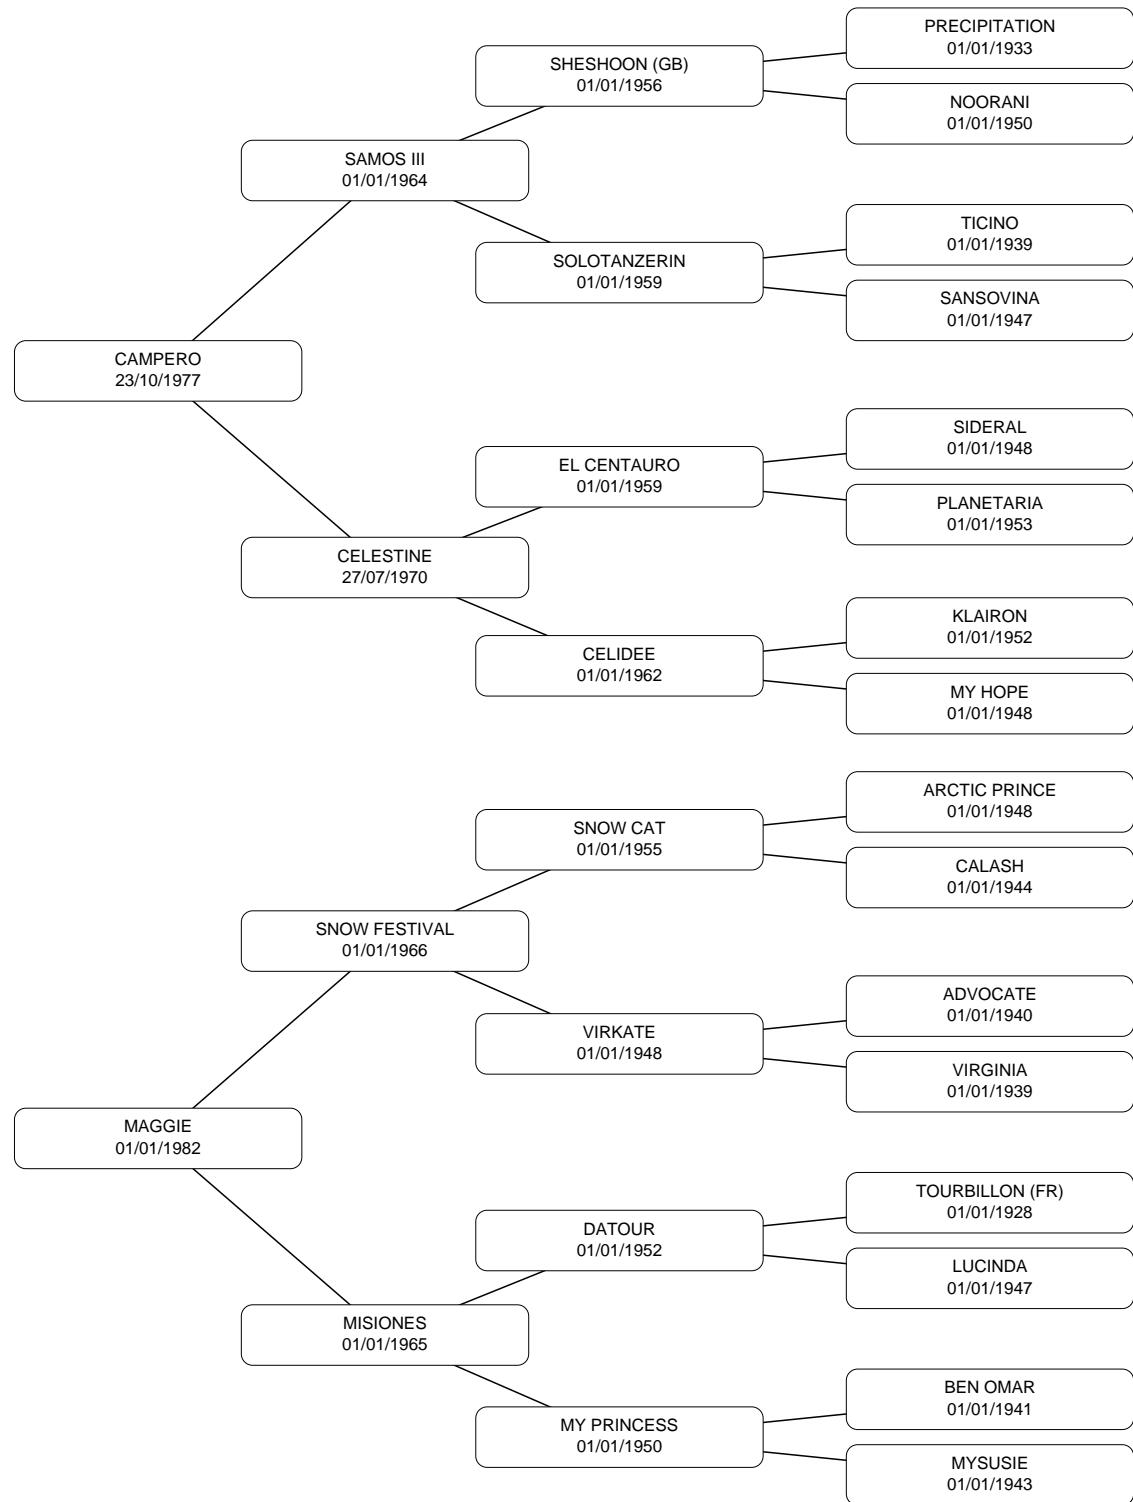 PRECIPITATION
01/01/1933
SHESHOON (GB)
01/01/1956
NOORANI
01/01/1950
SAMOS III
01/01/1964
TICINO
01/01/1939
SOLOTANZERIN
01/01/1959
SANSOVINA
01/01/1947
CAMPERO
23/10/1977
SIDERAL
01/01/1948
EL CENTAURO
01/01/1959
PLANETARIA
01/01/1953
CELESTINE
27/07/1970
KLAIRON
01/01/1952
CELIDEE
01/01/1962
MY HOPE
01/01/1948
ARCTIC PRINCE
01/01/1948
SNOW CAT
01/01/1955
CALASH
01/01/1944
SNOW FESTIVAL
01/01/1966
ADVOCATE
01/01/1940
VIRKATE
01/01/1948
VIRGINIA
01/01/1939
MAGGIE
01/01/1982
TOURBILLON (FR)
01/01/1928
DATOUR
01/01/1952
LUCINDA
01/01/1947
MISIONES
01/01/1965
BEN OMAR
01/01/1941
MY PRINCESS
01/01/1950
MYSUSIE
01/01/1943